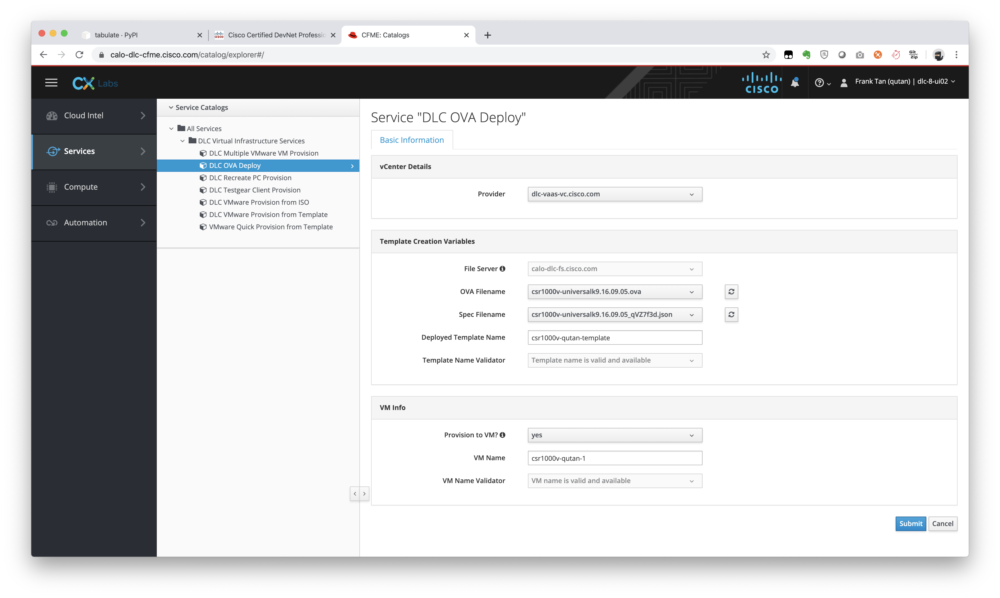 tabulate · PyPI
Cisco Certified DevNet Professio
CFME: Catalogs
calo-dlc-cfme.cisco.com/catalog/explorer#/
Git
Zip
CX Labs
CISCO
Frank Tan (qutan) | dlc-8-ui02
Cloud Intel
Services
Compute
Automation
Service Catalogs
All Services
DLC Virtual Infrastructure Services
DLC Multiple VMware VM Provision
DLC OVA Deploy
DLC Recreate PC Provision
DLC Testgear Client Provision
DLC VMware Provision from ISO
DLC VMware Provision from Template
VMware Quick Provision from Template
Service "DLC OVA Deploy"
Basic Information
vCenter Details
Provider dlc-vaas-vc.cisco.com
Template Creation Variables
File Server calo-dlc-fs.cisco.com
OVA Filename csr1000v-universalk9.16.09.05.ova
Spec Filename csr1000v-universalk9.16.09.05_qVZ7f3d.json
Deployed Template Name csr1000v-qutan-template
Template Name Validator Template name is valid and available
VM Info
Provision to VM? yes
VM Name csr1000v-qutan-1
VM Name Validator VM name is valid and available
Submit Cancel